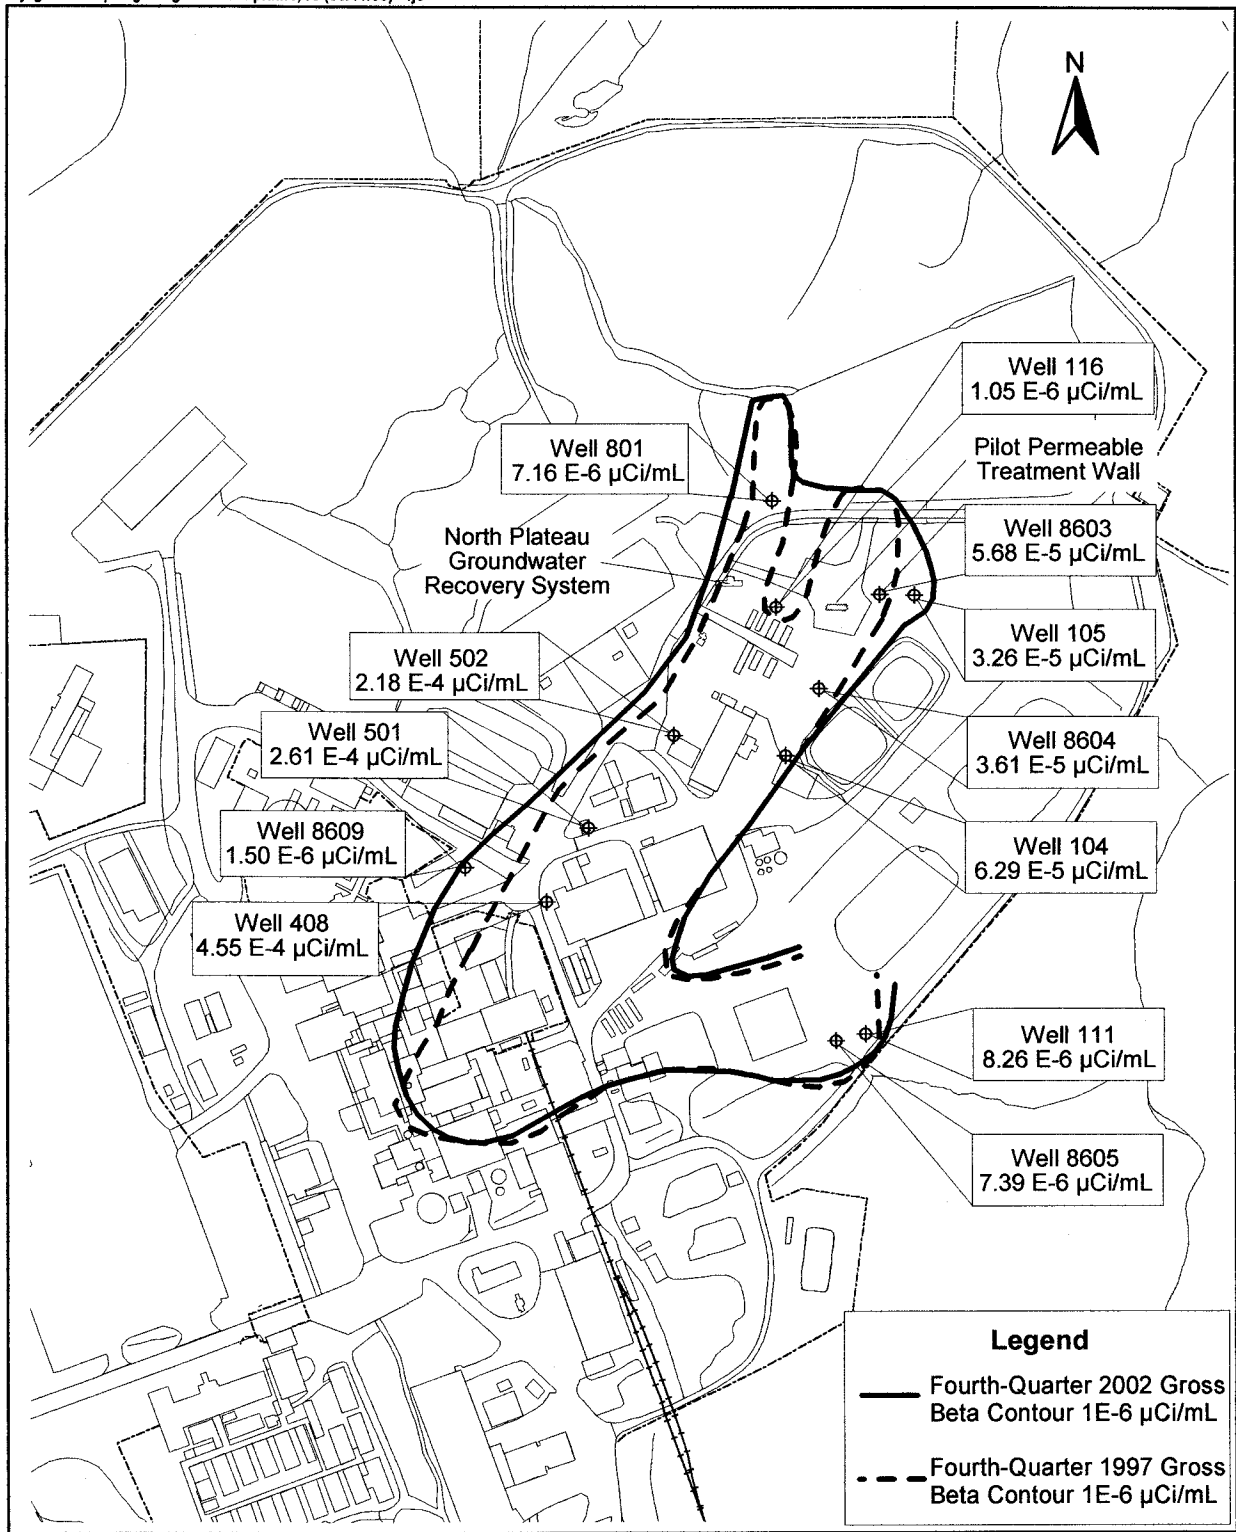 N
Well 116
1.05 E-6 µCi/mL
Well 801
7.16 E-6 µCi/mL
Pilot Permeable
Treatment Wall
North Plateau
Groundwater
Recovery System
Well 8603
5.68 E-5 µCi/mL
Well 105
3.26 E-5 µCi/mL
Well 502
2.18 E-4 µCi/mL
Well 501
2.61 E-4 µCi/mL
Well 8604
3.61 E-5 µCi/mL
Well 8609
1.50 E-6 µCi/mL
Well 104
6.29 E-5 µCi/mL
Well 408
4.55 E-4 µCi/mL
Well 111
8.26 E-6 µCi/mL
Well 8605
7.39 E-6 µCi/mL
Legend
Fourth-Quarter 2002 Gross
Beta Contour 1E-6 µCi/mL
Fourth-Quarter 1997 Gross
Beta Contour 1E-6 µCi/mL